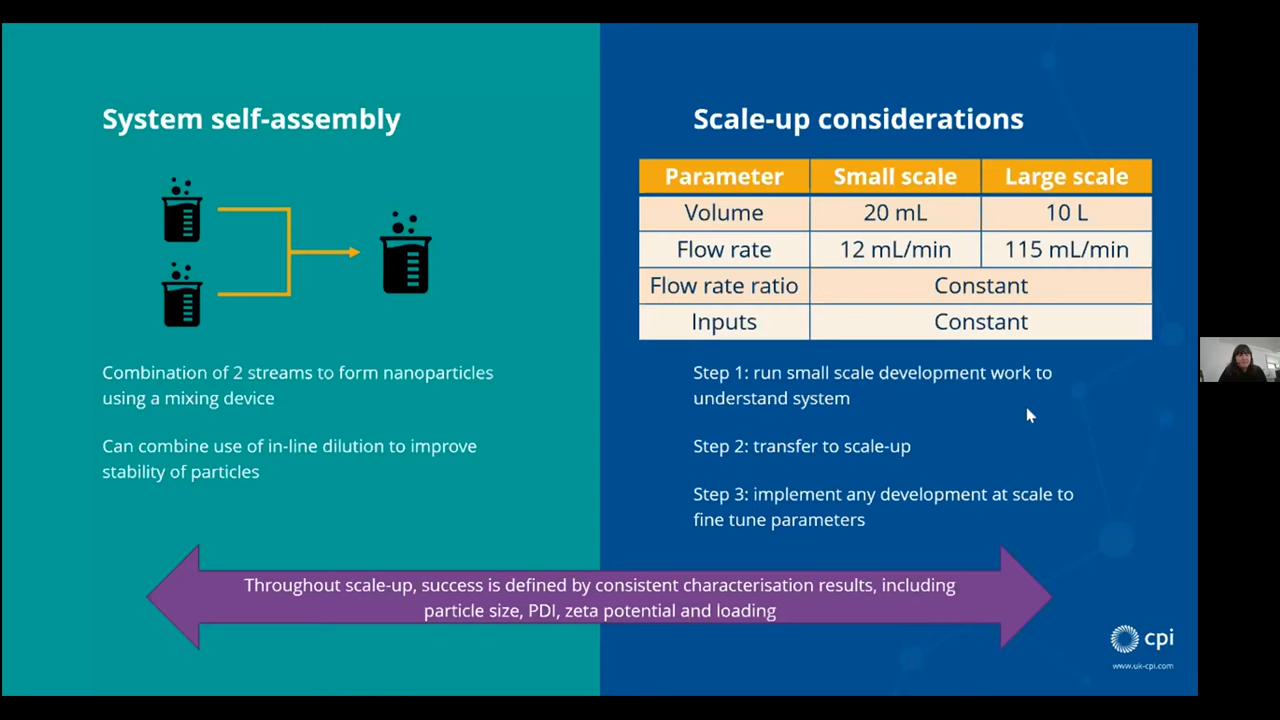 System self-assembly
Combination of 2 streams to form nanoparticles
using a mixing device
Can combine use of in-line dilution to improve
stability of particles
Scale-up considerations
Parameter Small scale Large scale
Volume 20 mL 10 L
Flow rate 12 mL/min 115 mL/min
Flow rate ratio Constant
Inputs Constant
Step 1: run small scale development work to
understand system
Step 2: transfer to scale-up
Step 3: implement any development at scale to
fine tune parameters
Throughout scale-up, success is defined by consistent characterisation results, including
particle size, PDI, zeta potential and loading
cpi
www.uk-cpi.com